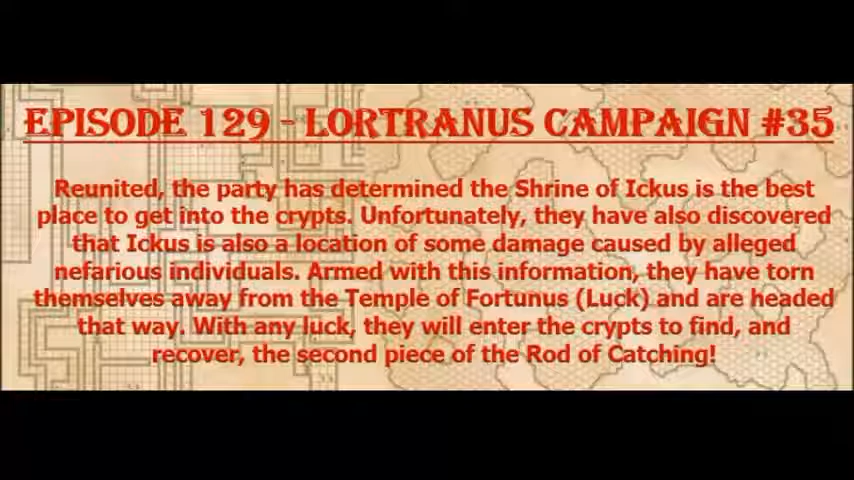 EPISODE 129 - LORTRANUS CAMPAIGN #35
Reunited, the party has determined the Shrine of Ickus is the best
place to get into the crypts. Unfortunately, they have also discovered
that Ickus is also a location of some damage caused by alleged
nefarious individuals. Armed with this information, they have torn
themselves away from the Temple of Fortunus (Luck) and are headed
that way. With any luck, they will enter the crypts to find, and
recover, the second piece of the Rod of Catching!